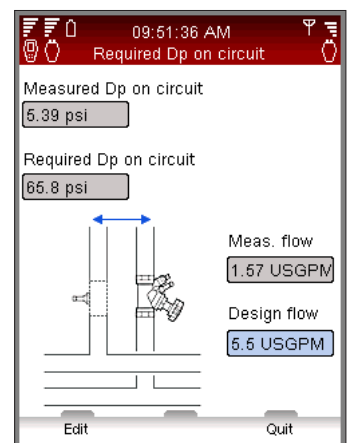 09:51:36 AM
Required Dp on circuit
Measured Dp on circuit
5.39 psi
Required Dp on circuit
65.8 psi
Meas. flow
1.57 USGPM
Design flow
5.5 USGPM
Edit
Quit